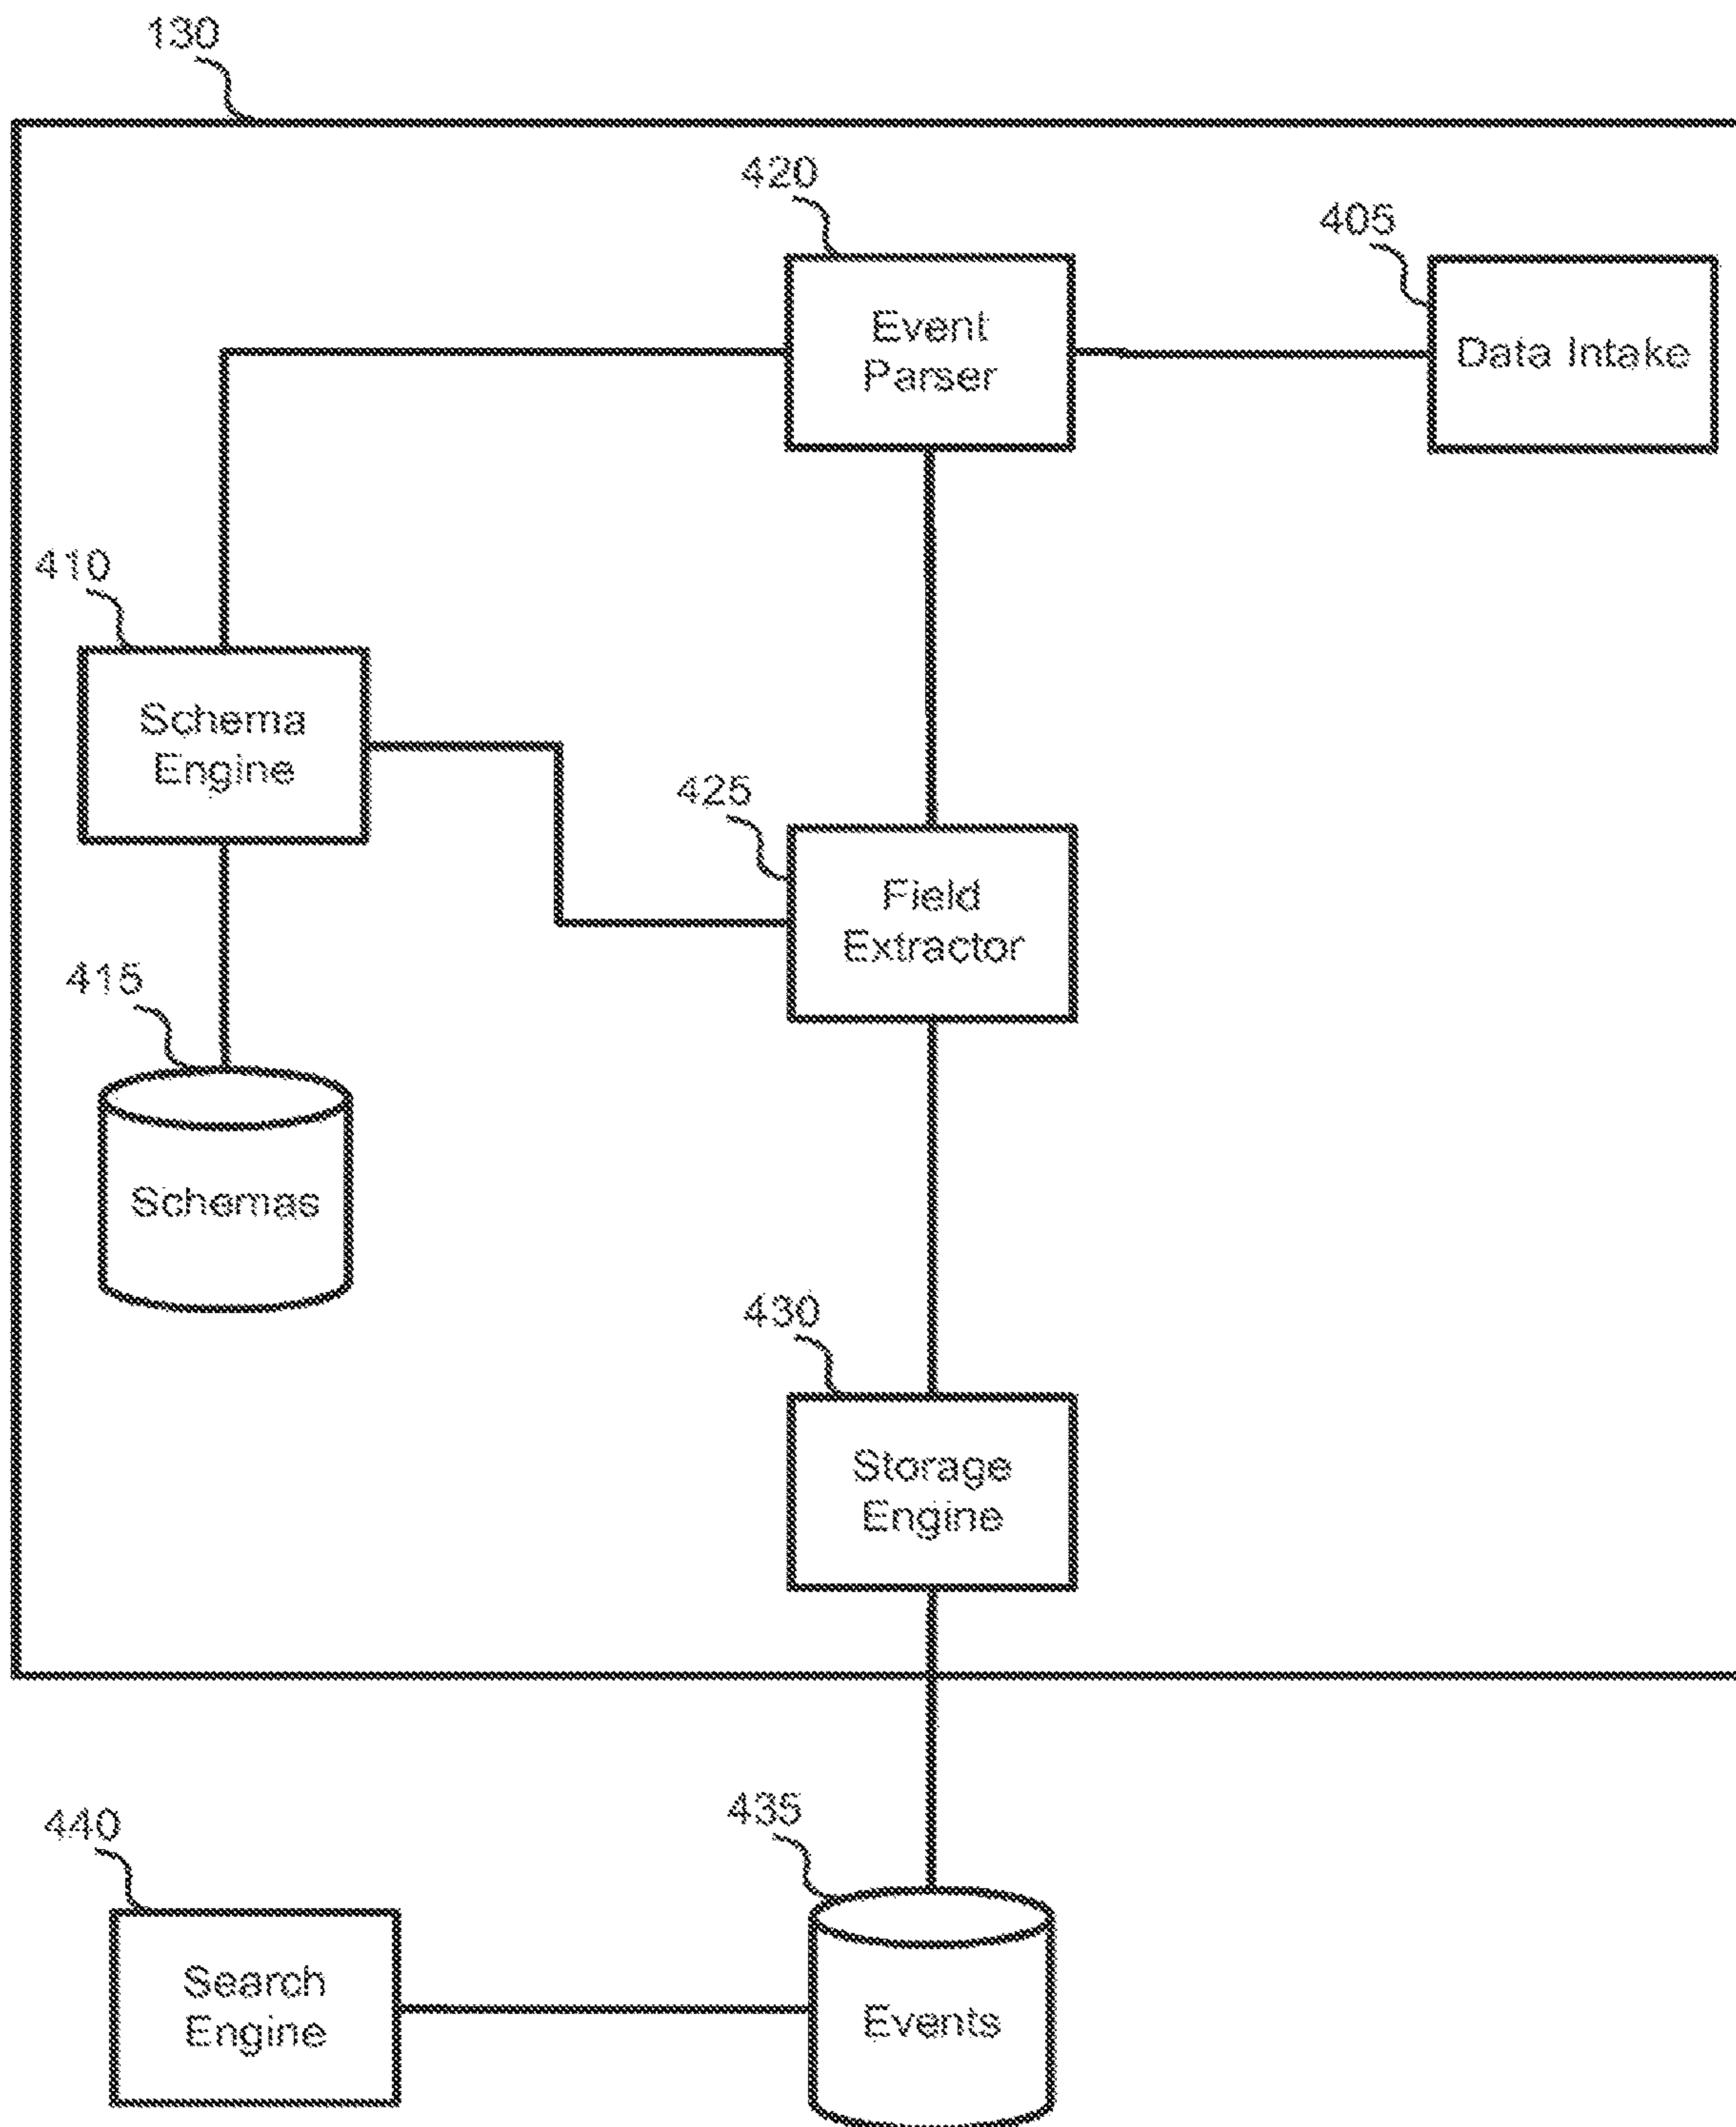 130
420
405
Event
Parser
Data Intake
410
Schema
Engine
425
Field
Extractor
415
Schemas
430
Storage
Engine
440
435
Search
Engine
Events